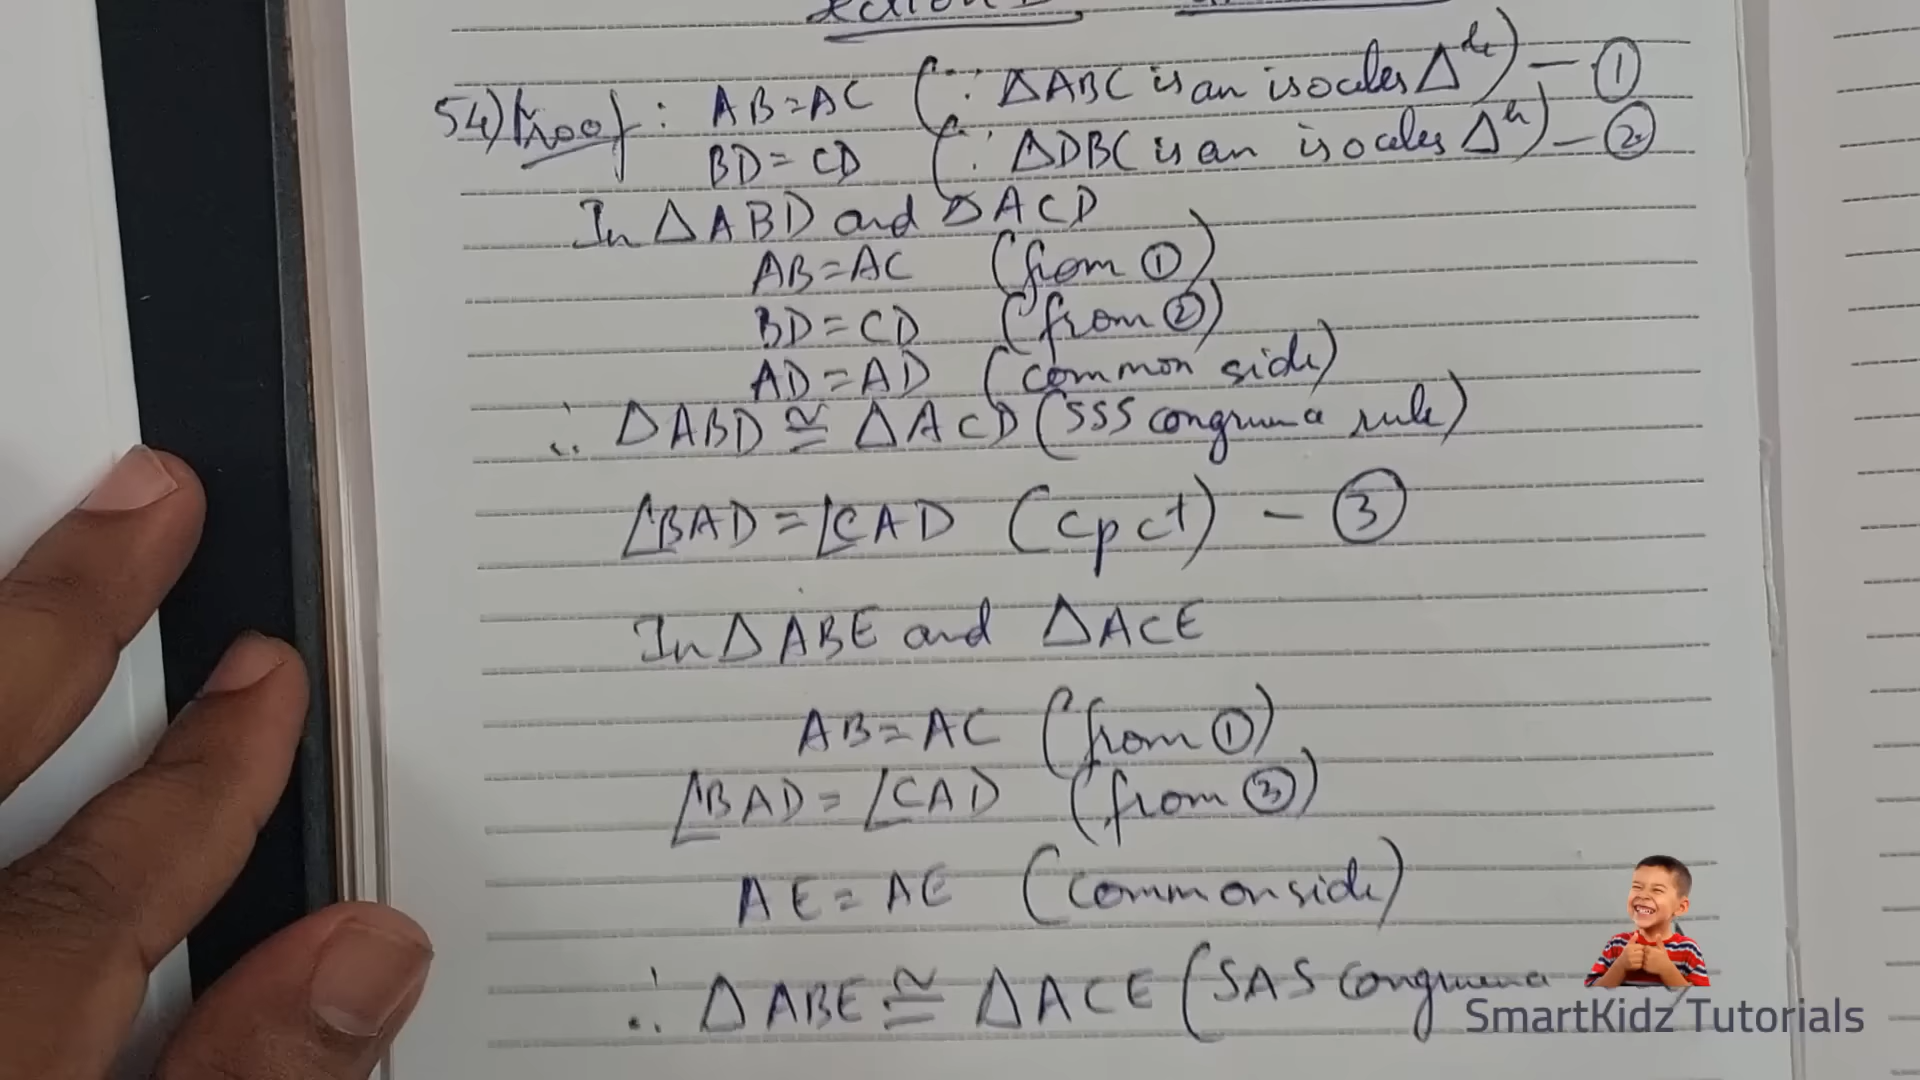 54) Proof : AB = AC (∵ ΔABC is an isoceles Δle) — ①
BD = CD (∵ ΔDBC is an isoceles Δle) — ②
In ΔABD and ΔACD
AB = AC (from ①)
BD = CD (from ②)
AD = AD (common side)
∴ ΔABD ≅ ΔACD (SSS congruence rule)
∠BAD = ∠CAD (cpct) — ③
In ΔABE and ΔACE
AB = AC (from ①)
∠BAD = ∠CAD (from ③)
AE = AE (common side)
∴ ΔABE ≅ ΔACE (SAS congruence
SmartKidz Tutorials